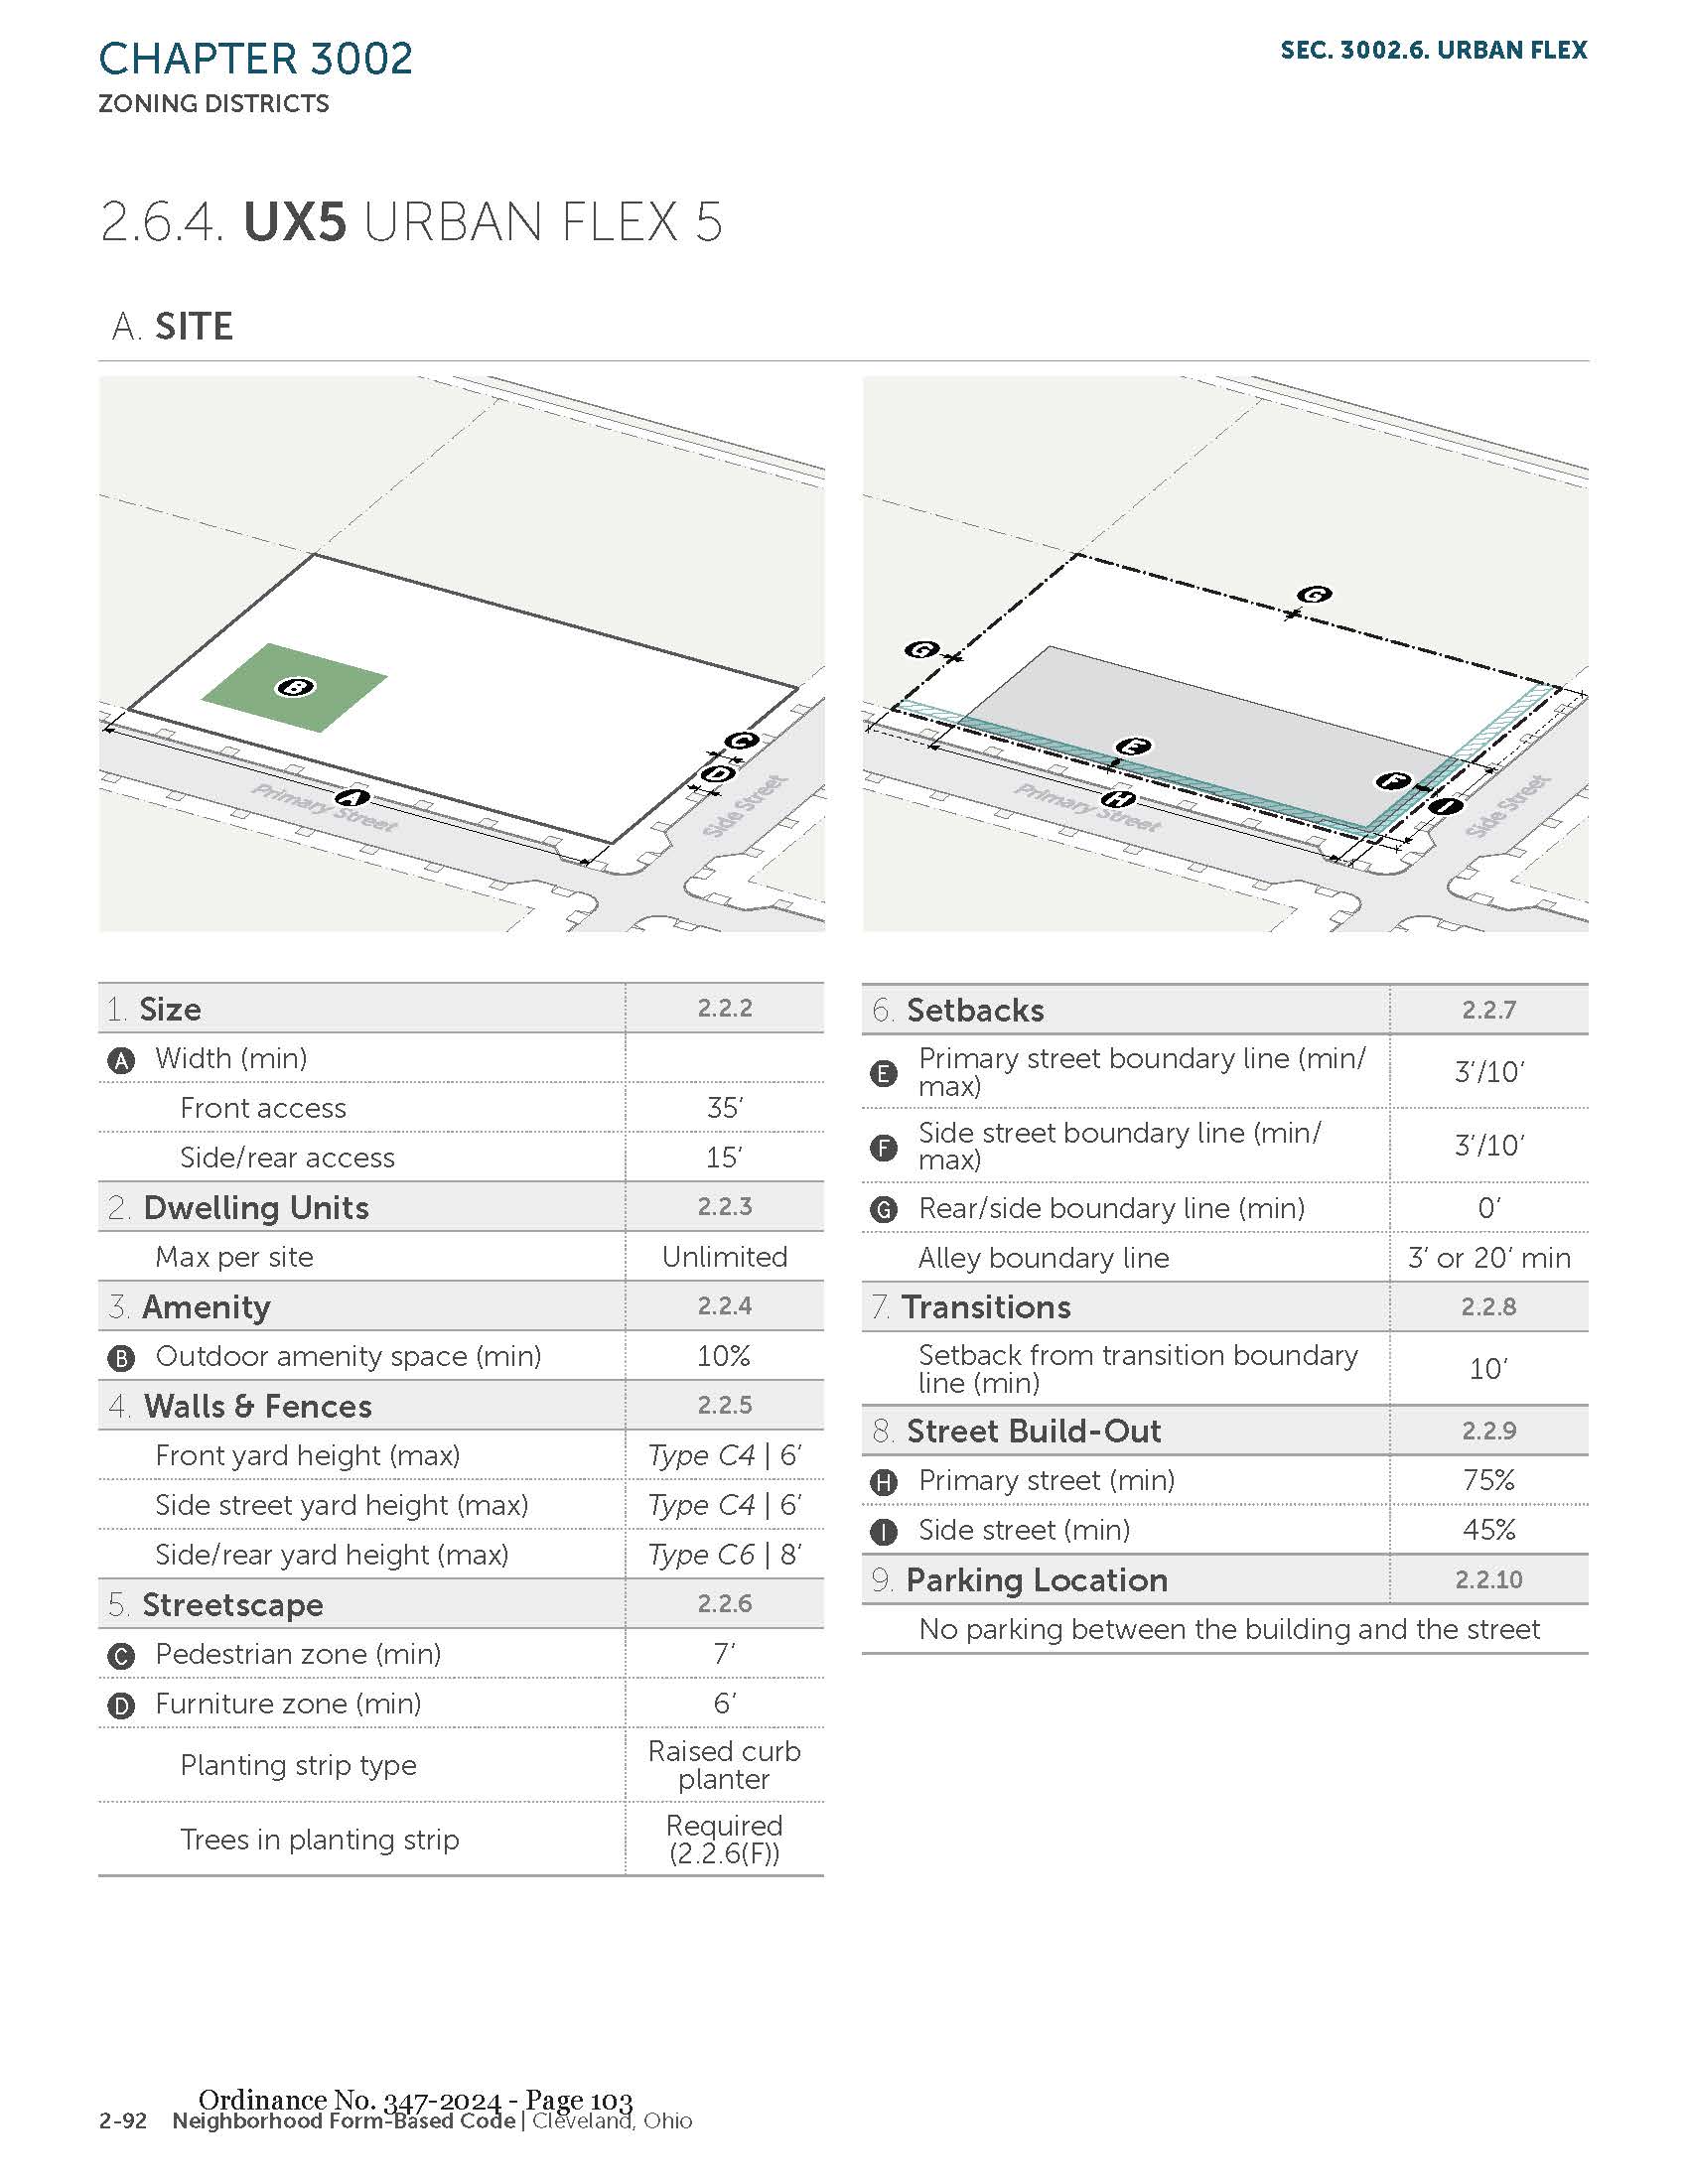 CHAPTER 3002
ZONING DISTRICTS
SEC. 3002.6. URBAN FLEX
2.6.4. UX5 URBAN FLEX 5
A. SITE
B
C
D
A
Primary Street
Side Street
G
G
E
F
H
I
Primary Street
Side Street
1. Size 2.2.2
A Width (min)
Front access 35'
Side/rear access 15'
2. Dwelling Units 2.2.3
Max per site Unlimited
3. Amenity 2.2.4
B Outdoor amenity space (min) 10%
4. Walls & Fences 2.2.5
Front yard height (max) Type C4 | 6'
Side street yard height (max) Type C4 | 6'
Side/rear yard height (max) Type C6 | 8'
5. Streetscape 2.2.6
C Pedestrian zone (min) 7'
D Furniture zone (min) 6'
Planting strip type Raised curb
planter
Trees in planting strip Required
(2.2.6(F))
6. Setbacks 2.2.7
E Primary street boundary line (min/
max) 3'/10'
F Side street boundary line (min/
max) 3'/10'
G Rear/side boundary line (min) 0'
Alley boundary line 3' or 20' min
7. Transitions 2.2.8
Setback from transition boundary
line (min) 10'
8. Street Build-Out 2.2.9
H Primary street (min) 75%
I Side street (min) 45%
9. Parking Location 2.2.10
No parking between the building and the street
Ordinance No. 347-2024 - Page 103
2-92 Neighborhood Form-Based Code | Cleveland, Ohio